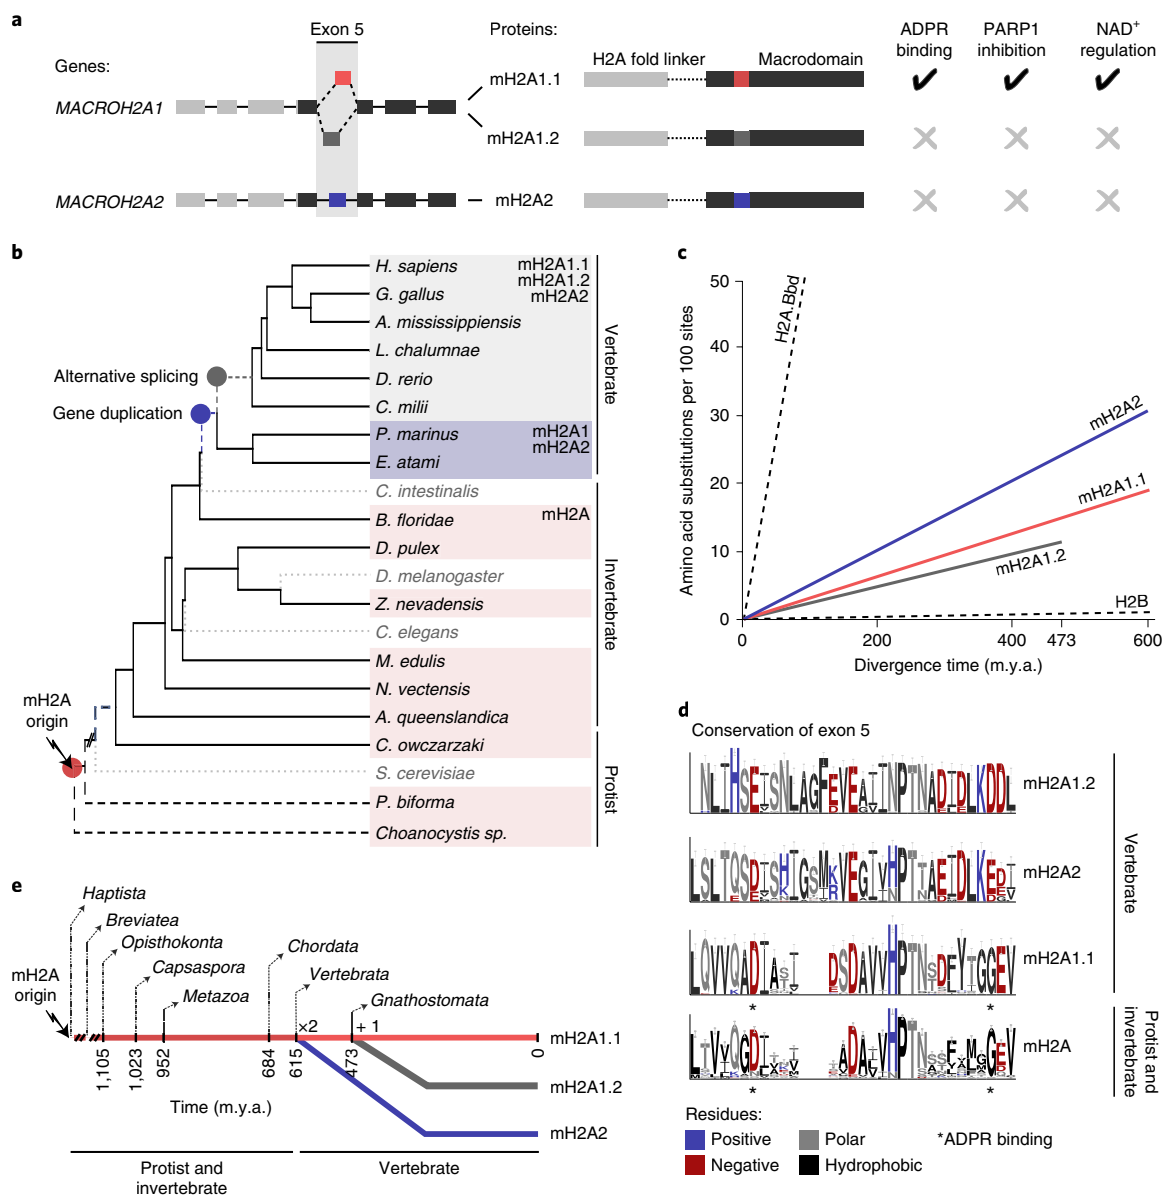 a
Exon 5
Proteins:
ADPR
binding
PARP1
inhibition
NAD+
regulation
Genes:
H2A fold linker
Macrodomain
MACROH2A1
mH2A1.1
mH2A1.2
MACROH2A2
mH2A2
b
H. sapiens
mH2A1.1
mH2A1.2
G. gallus
mH2A2
A. mississippiensis
L. chalumnae
Alternative splicing
D. rerio
Gene duplication
C. milii
P. marinus
mH2A1
mH2A2
E. atami
Vertebrate
C. intestinalis
B. floridae
mH2A
D. pulex
D. melanogaster
Z. nevadensis
C. elegans
M. edulis
N. vectensis
A. queenslandica
Invertebrate
mH2A
origin
C. owczarzaki
S. cerevisiae
P. biforma
Choanocystis sp.
Protist
c
Amino acid substitutions per 100 sites
50
40
30
20
10
0
H2A.Bbd
mH2A2
mH2A1.1
mH2A1.2
H2B
0
200
400
473
600
Divergence time (m.y.a.)
d
Conservation of exon 5
mH2A1.2
mH2A2
mH2A1.1
*
*
mH2A
*
*
Vertebrate
Protist and
invertebrate
Residues:
Positive
Polar
*ADPR binding
Negative
Hydrophobic
e
Haptista
Breviatea
Opisthokonta
Capsaspora
Metazoa
Chordata
Vertebrata
Gnathostomata
mH2A
origin
×2
+ 1
mH2A1.1
1,105
1,023
952
684
615
473
0
mH2A1.2
Time (m.y.a.)
mH2A2
Protist and
invertebrate
Vertebrate